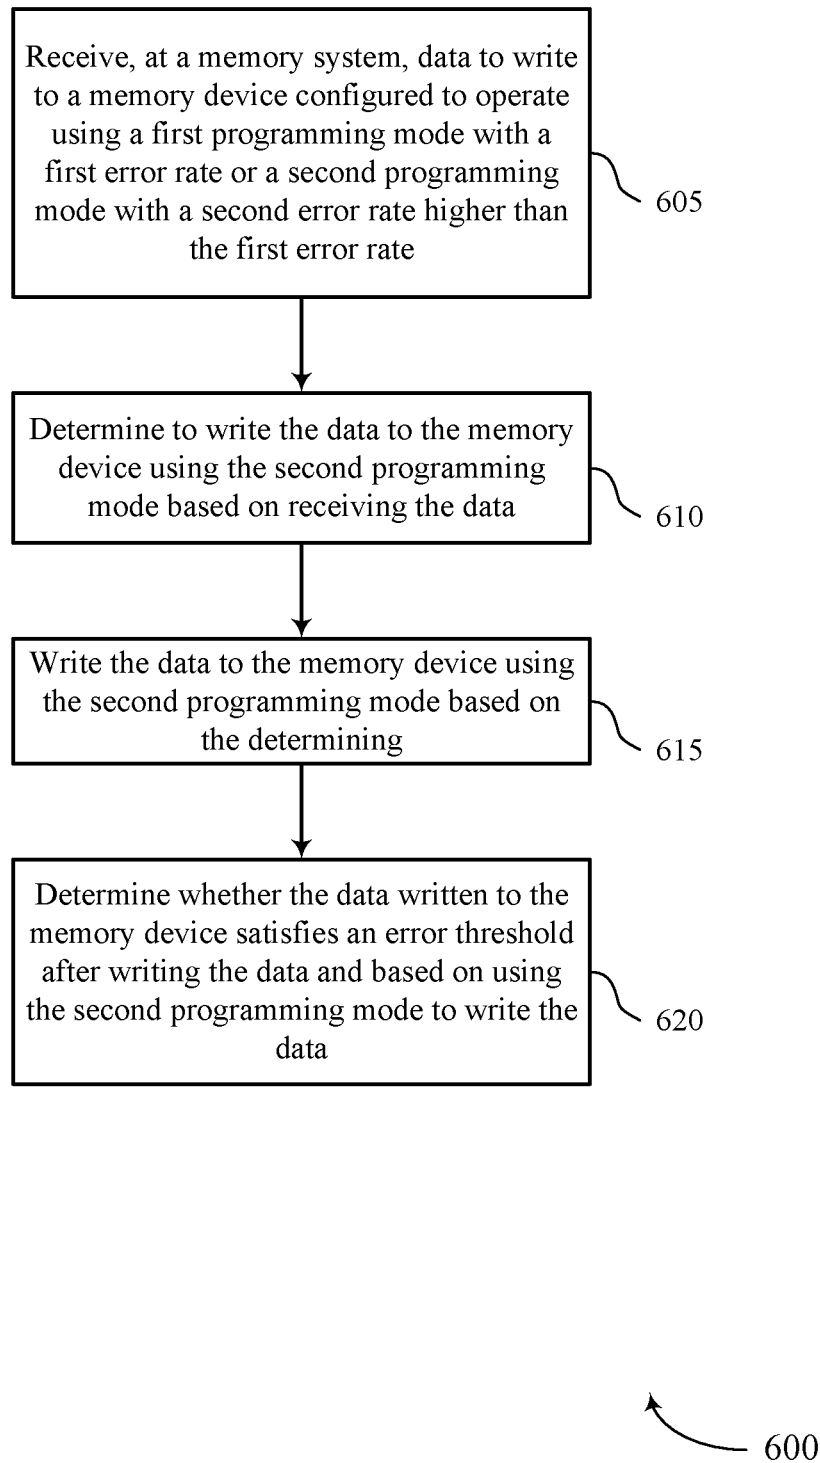 Receive, at a memory system, data to write
to a memory device configured to operate
using a first programming mode with a
first error rate or a second programming
mode with a second error rate higher than
the first error rate
605
Determine to write the data to the memory
device using the second programming
mode based on receiving the data
610
Write the data to the memory device using
the second programming mode based on
the determining
615
Determine whether the data written to the
memory device satisfies an error threshold
after writing the data and based on using
the second programming mode to write the
data
620
600